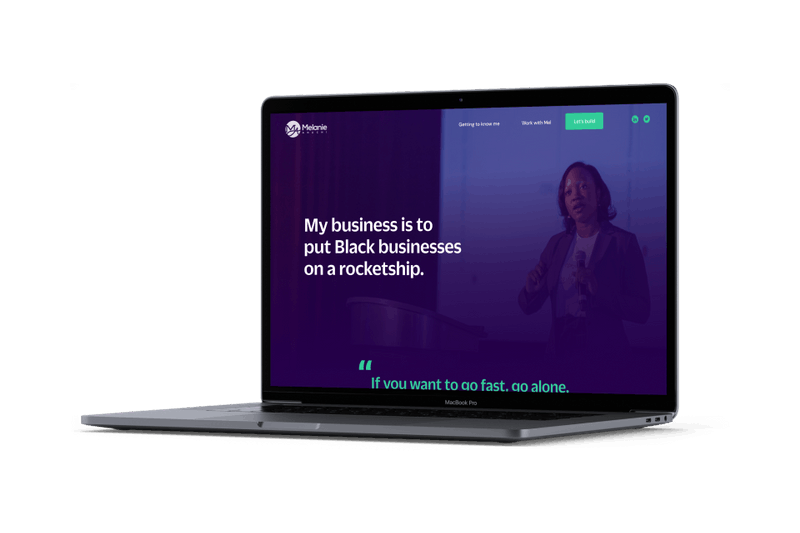 Melanie
Getting to know me
Work with Mel
Let's build
My business is to
put Black businesses
on a rocketship.
“
If you want to go fast, go alone.
MacBook Pro